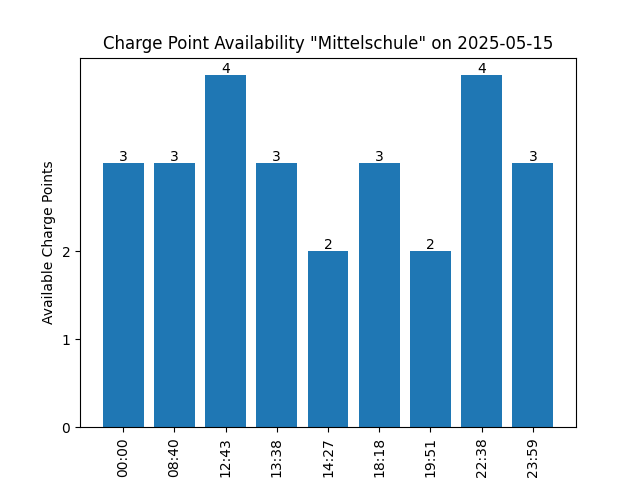 Charge Point Availability "Mittelschule" on 2025-05-15
4 4
3 3 3 3 3
2 2
Available Charge Points
2
1
0
00:00 08:40 12:43 13:38 14:27 18:18 19:51 22:38 23:59